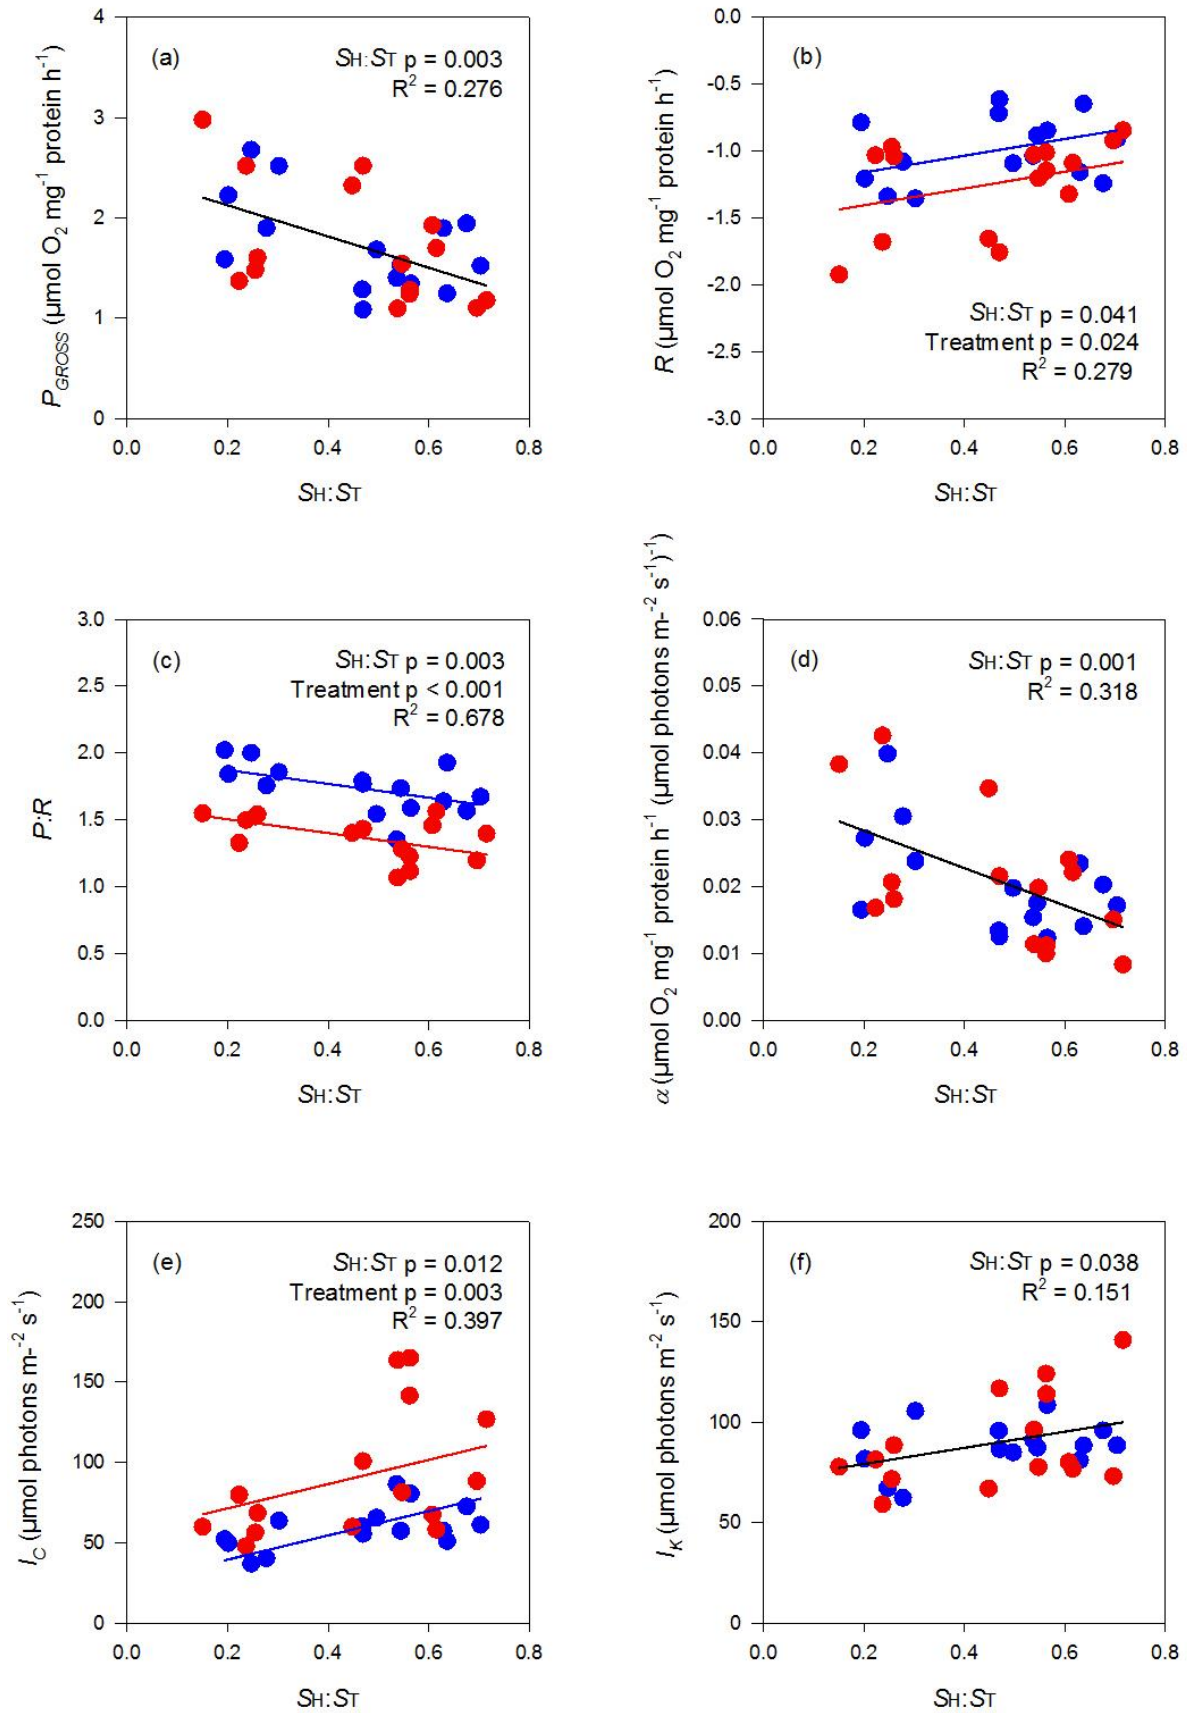 (a)
SH:ST p = 0.003
R² = 0.276
PGROSS (µmol O₂ mg⁻¹ protein h⁻¹)
4
3
2
1
0
0.0 0.2 0.4 0.6 0.8
SH:ST
(b)
R (µmol O₂ mg⁻¹ protein h⁻¹)
0.0
-0.5
-1.0
-1.5
-2.0
-2.5
-3.0
SH:ST p = 0.041
Treatment p = 0.024
R² = 0.279
0.0 0.2 0.4 0.6 0.8
SH:ST
(c)
SH:ST p = 0.003
Treatment p < 0.001
R² = 0.678
P:R
3.0
2.5
2.0
1.5
1.0
0.5
0.0
0.0 0.2 0.4 0.6 0.8
SH:ST
(d)
SH:ST p = 0.001
R² = 0.318
α (µmol O₂ mg⁻¹ protein h⁻¹ (µmol photons m-⁻² s⁻¹)⁻¹)
0.06
0.05
0.04
0.03
0.02
0.01
0.00
0.0 0.2 0.4 0.6 0.8
SH:ST
(e)
SH:ST p = 0.012
Treatment p = 0.003
R² = 0.397
IC (µmol photons m-⁻² s⁻¹)
250
200
150
100
50
0
0.0 0.2 0.4 0.6 0.8
SH:ST
(f)
SH:ST p = 0.038
R² = 0.151
IK (µmol photons m⁻² s⁻¹)
200
150
100
50
0
0.0 0.2 0.4 0.6 0.8
SH:ST